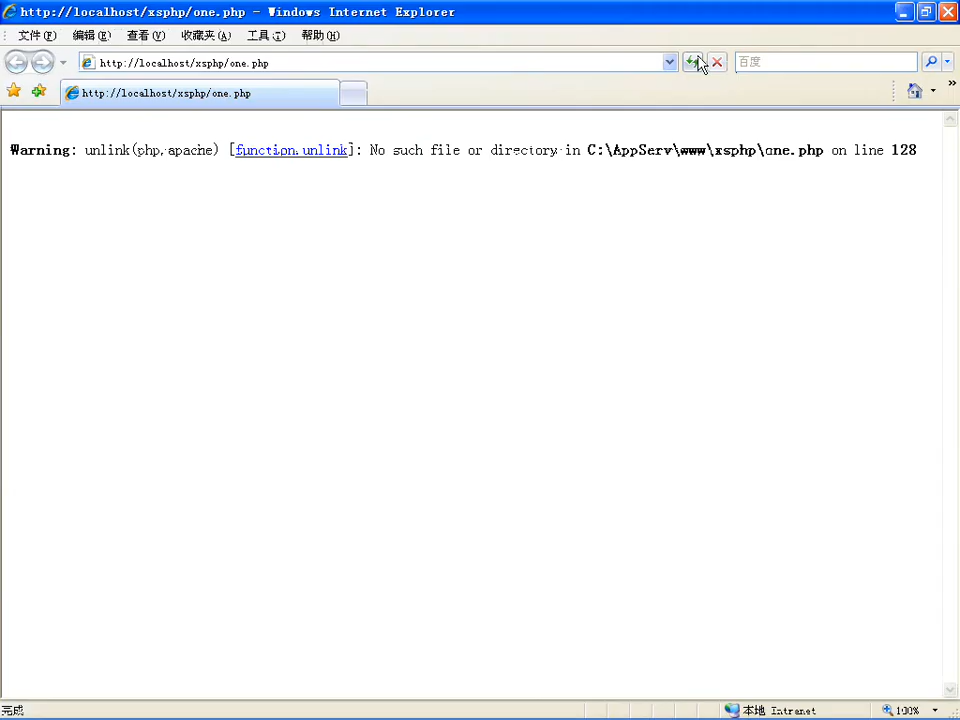 http://localhost/xsphp/one.php - Windows Internet Explorer
文件(F) 编辑(E) 查看(V) 收藏夹(A) 工具(T) 帮助(H)
http://localhost/xsphp/one.php 百度
http://localhost/xsphp/one.php
Warning: unlink(php.apache) [function.unlink]: No such file or directory in C:\AppServ\www\xsphp\one.php on line 128
完成 本地 Intranet 100%